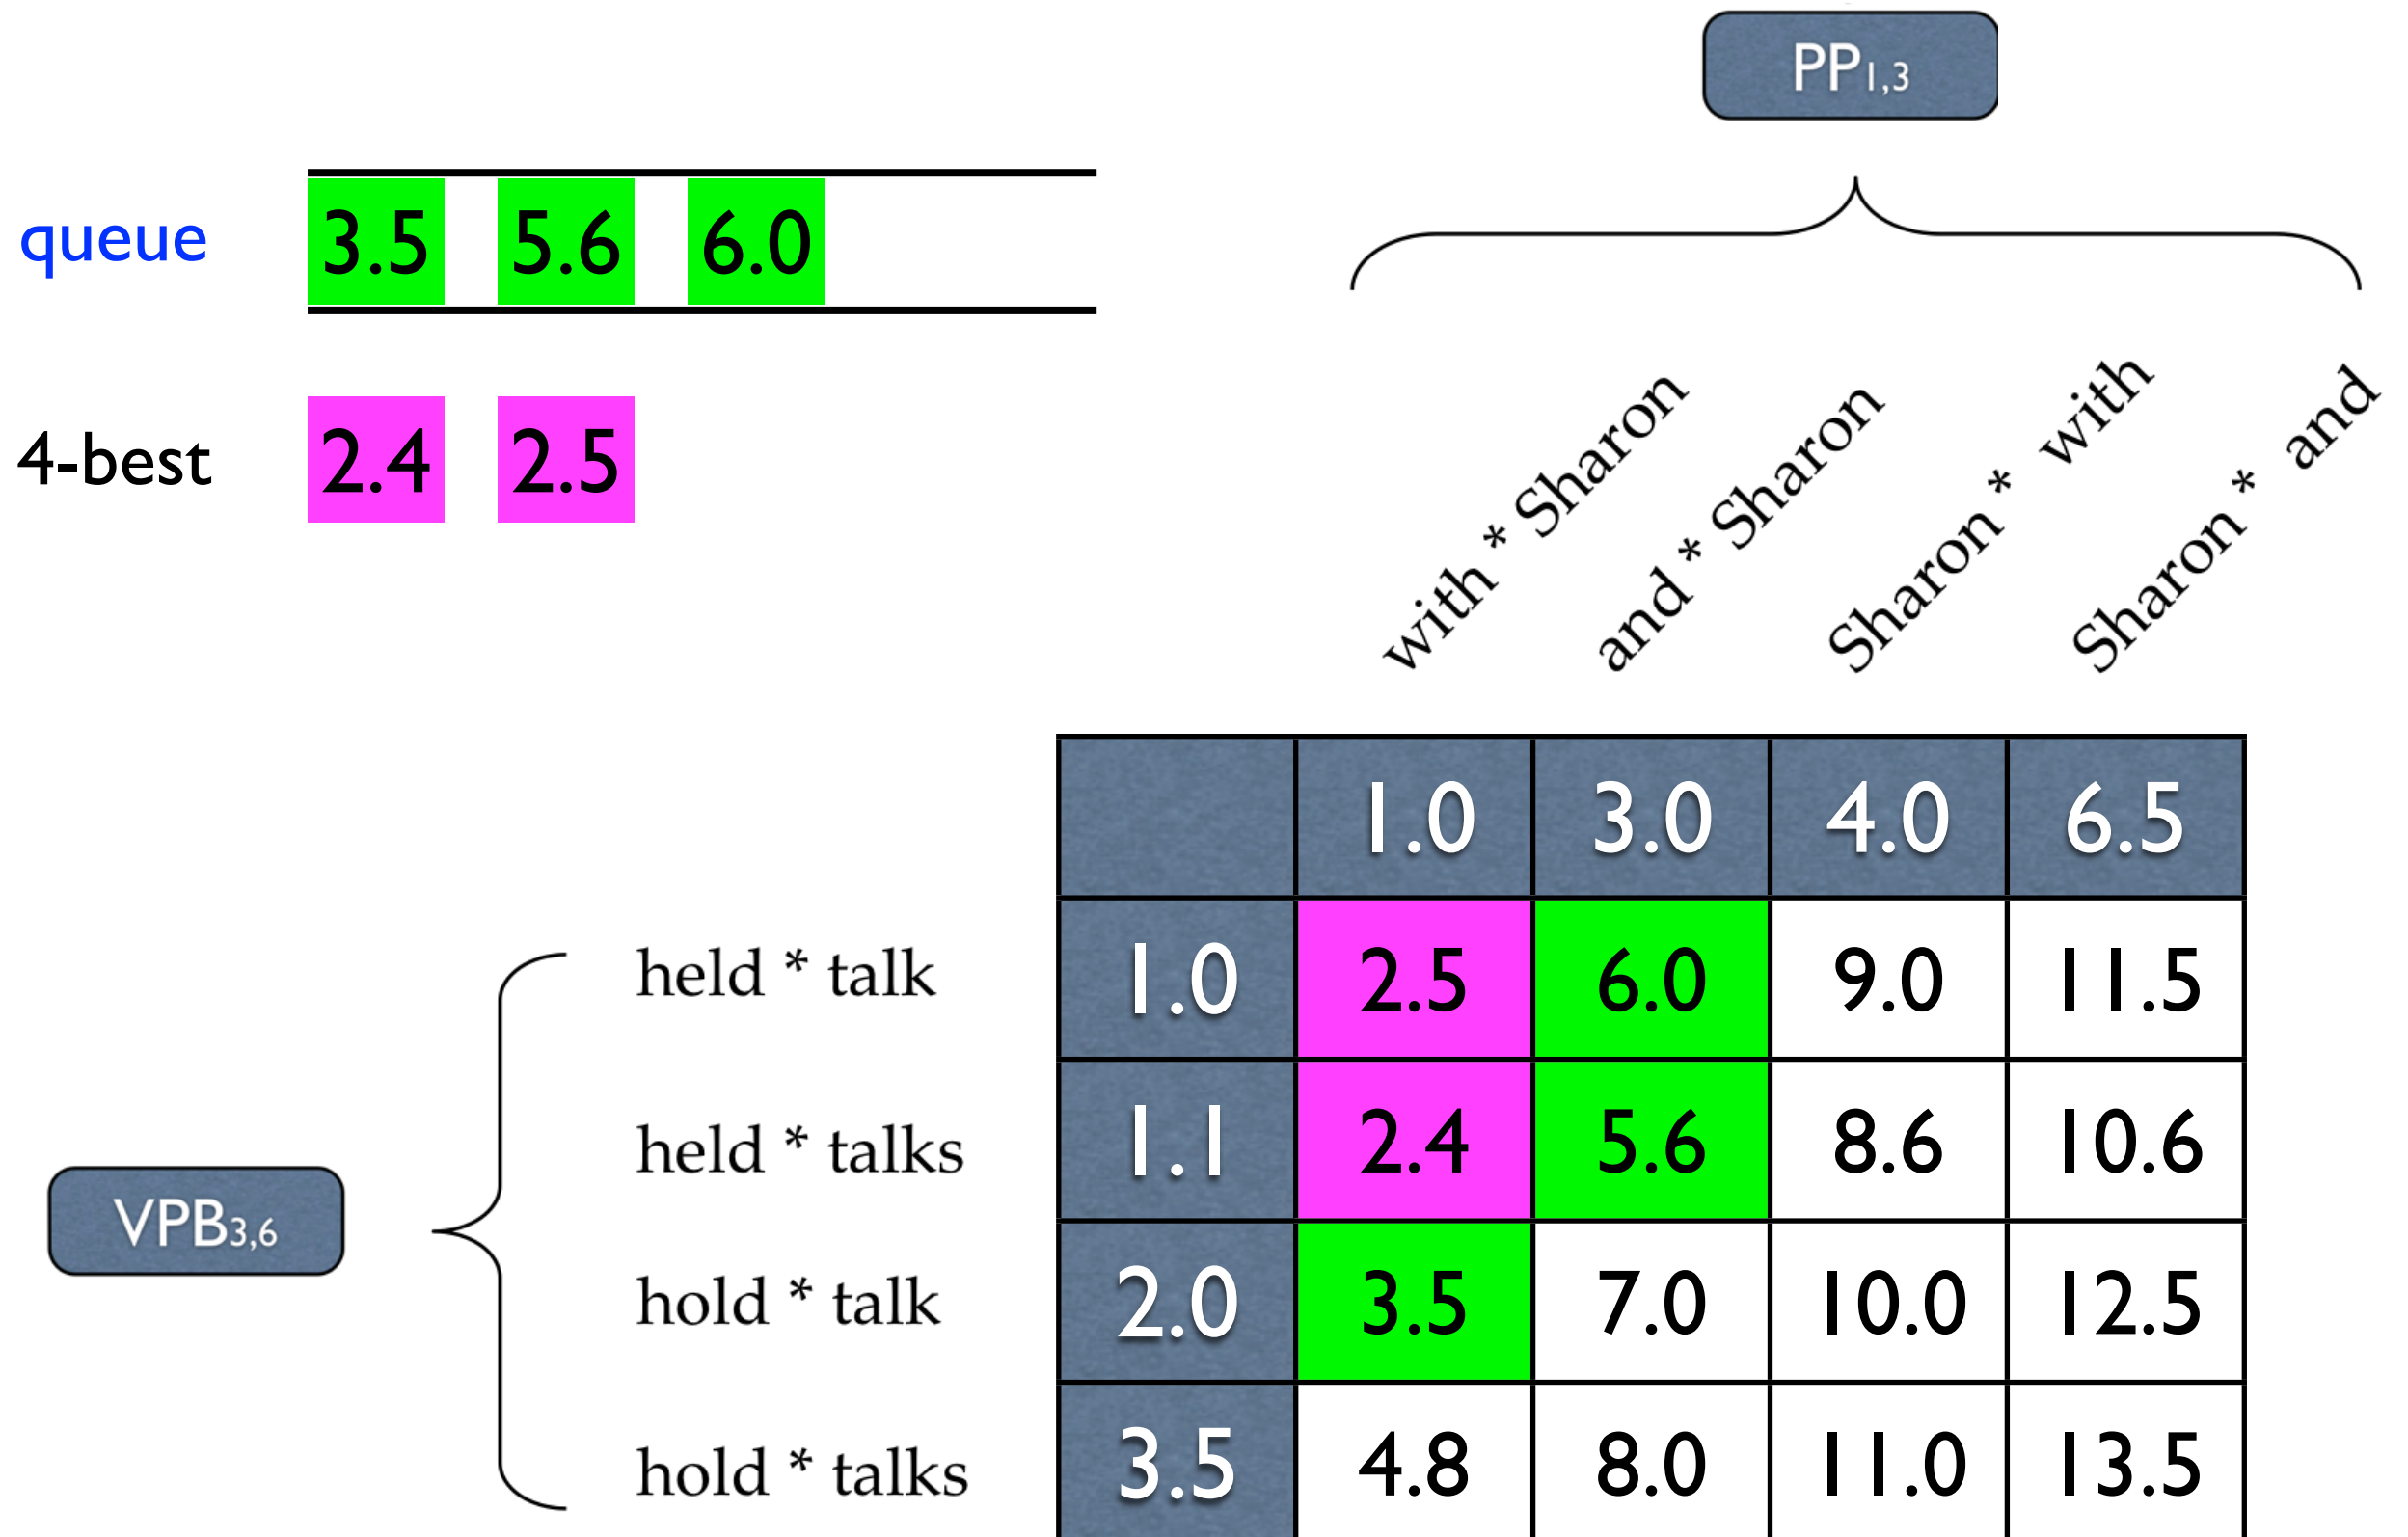 PP1,3
queue 3.5 5.6 6.0
4-best 2.4 2.5
with * Sharon
and * Sharon
Sharon * with
Sharon * and
1.0 3.0 4.0 6.5
held * talk 1.0 2.5 6.0 9.0 11.5
held * talks 1.1 2.4 5.6 8.6 10.6
VPB3,6
hold * talk 2.0 3.5 7.0 10.0 12.5
hold * talks 3.5 4.8 8.0 11.0 13.5